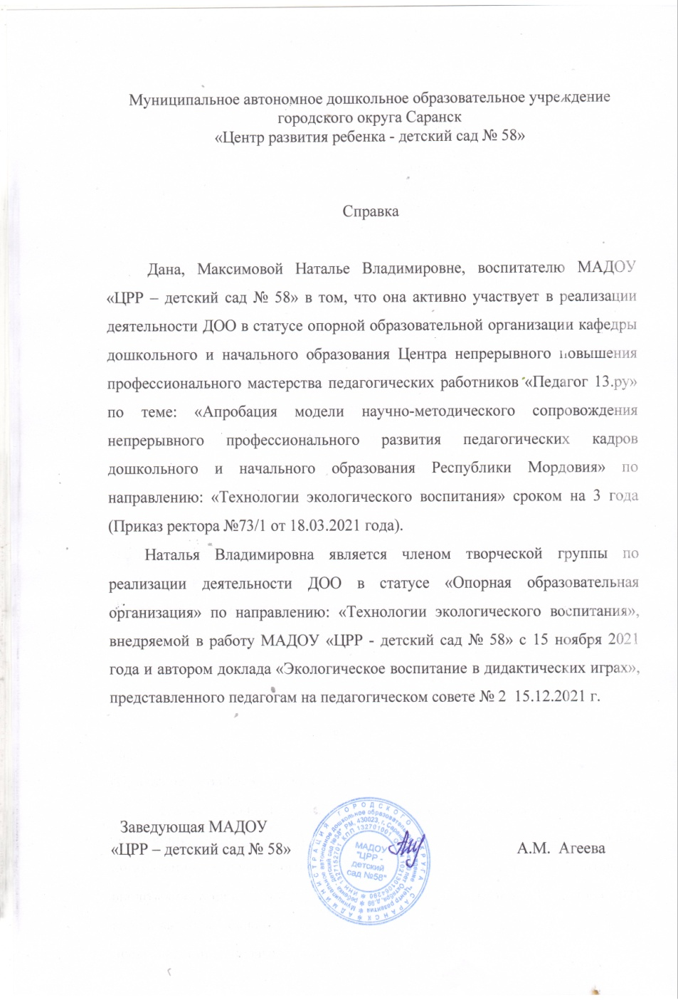 Муниципальное автономное дошкольное образовательное учреждение
городского округа Саранск
«Центр развития ребенка - детский сад № 58»
Справка
Дана, Максимовой Наталье Владимировне, воспитателю МАДОУ
«ЦРР – детский сад № 58» в том, что она активно участвует в реализации
деятельности ДОО в статусе опорной образовательной организации кафедры
дошкольного и начального образования Центра непрерывного повышения
профессионального мастерства педагогических работников «Педагог 13.ру»
по теме: «Апробация модели научно-методического сопровождения
непрерывного профессионального развития педагогических кадров
дошкольного и начального образования Республики Мордовия» по
направлению: «Технологии экологического воспитания» сроком на 3 года
(Приказ ректора №73/1 от 18.03.2021 года).
Наталья Владимировна является членом творческой группы по
реализации деятельности ДОО в статусе «Опорная образовательная
организация» по направлению: «Технологии экологического воспитания»,
внедряемой в работу МАДОУ «ЦРР - детский сад № 58» с 15 ноября 2021
года и автором доклада «Экологическое воспитание в дидактических играх»,
представленного педагогам на педагогическом совете № 2 15.12.2021 г.
Заведующая МАДОУ
«ЦРР – детский сад № 58»
А.М. Агеева
АДМИНИСТРАЦИЯ ГОРОДСКОГО ОКРУГА САРАНСК
МАДОУ
"ЦРР -
детский
сад №58"